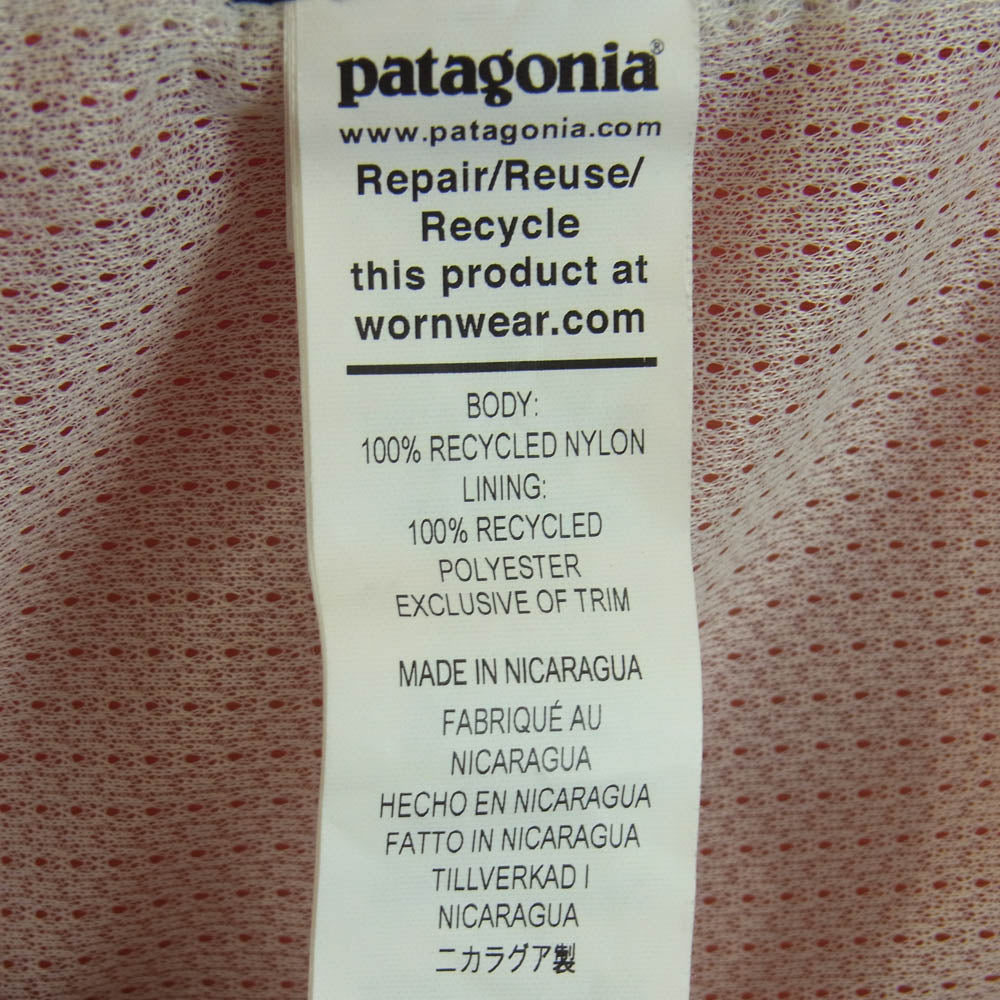 patagonia®
www.patagonia.com
Repair/Reuse/
Recycle
this product at
wornwear.com
BODY:
100% RECYCLED NYLON
LINING:
100% RECYCLED
POLYESTER
EXCLUSIVE OF TRIM
MADE IN NICARAGUA
FABRIQUÉ AU
NICARAGUA
HECHO EN NICARAGUA
FATTO IN NICARAGUA
TILLVERKAD I
NICARAGUA
ニカラグア製